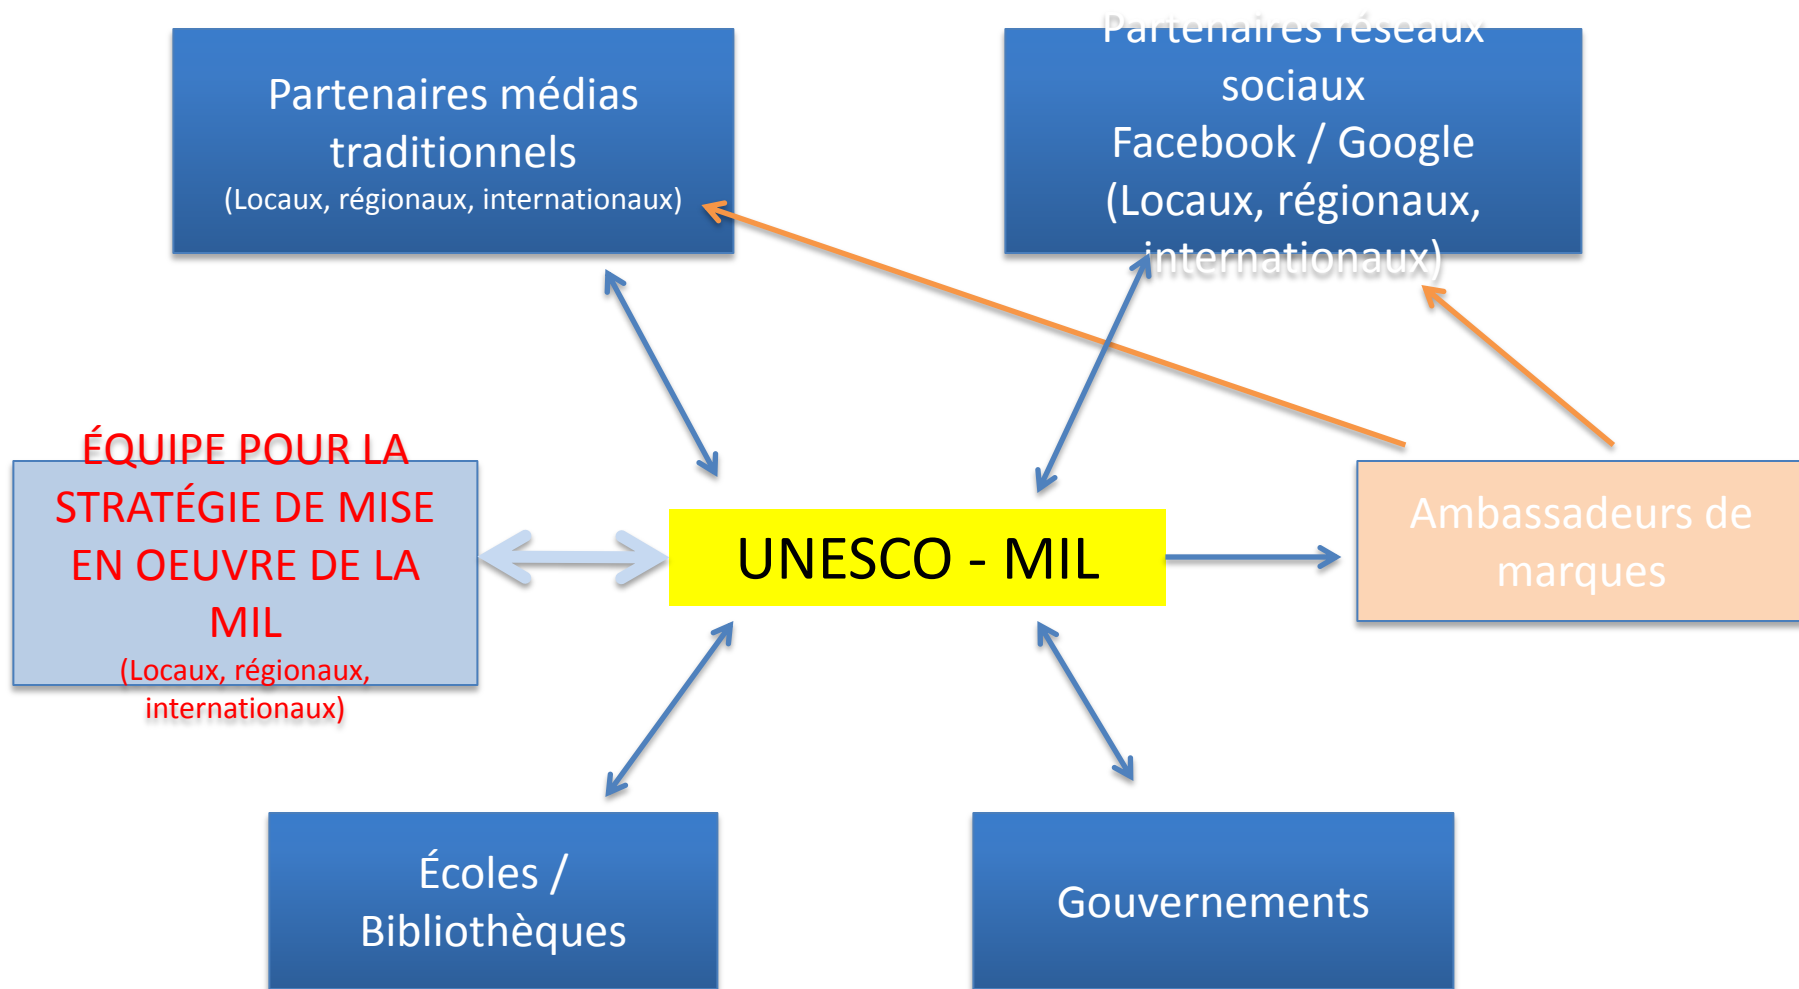 Partenaires médias
traditionnels
(Locaux, régionaux, internationaux)
Partenaires réseaux
sociaux
Facebook / Google
(Locaux, régionaux,
internationaux)
ÉQUIPE POUR LA
STRATÉGIE DE MISE
EN OEUVRE DE LA
MIL
(Locaux, régionaux,
internationaux)
UNESCO - MIL
Ambassadeurs de
marques
Écoles /
Bibliothèques
Gouvernements